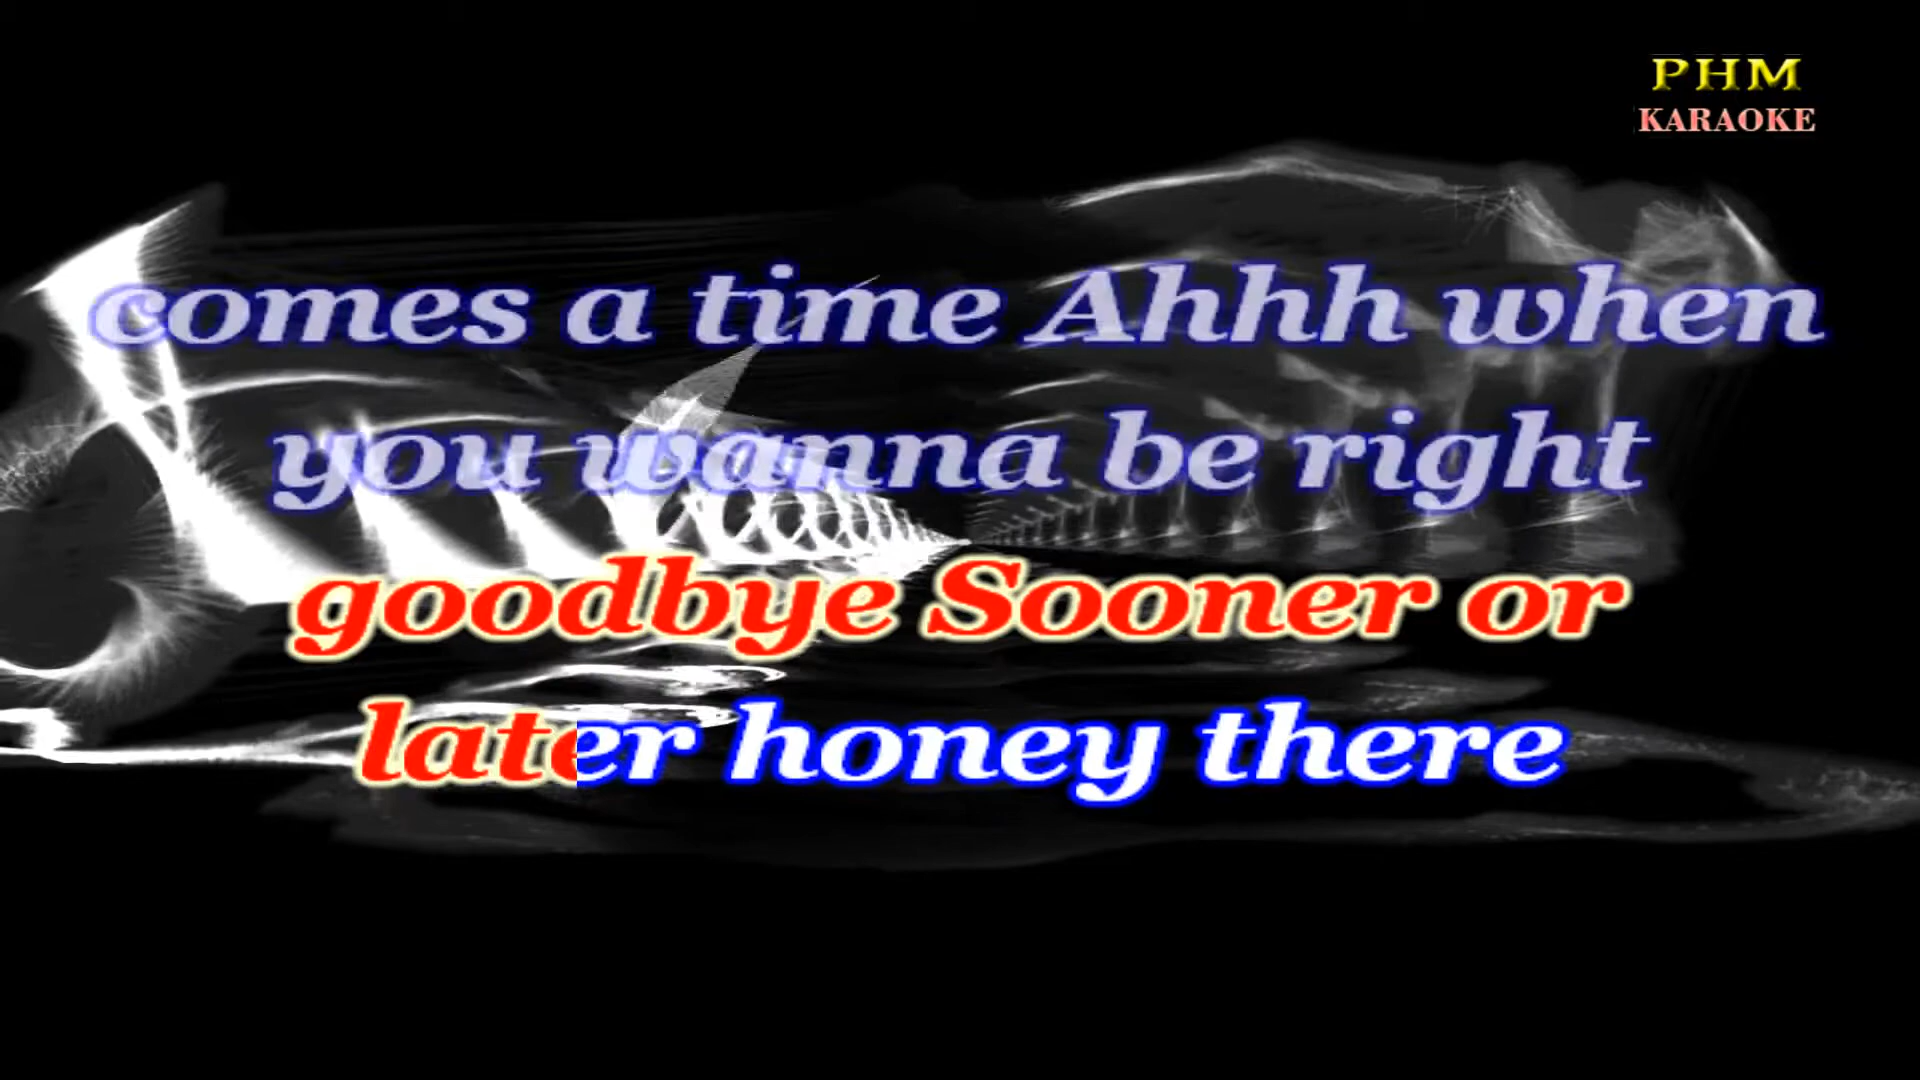 PHM
KARAOKE
comes a time Ahhh when
you wanna be right
goodbye Sooner or
later honey there